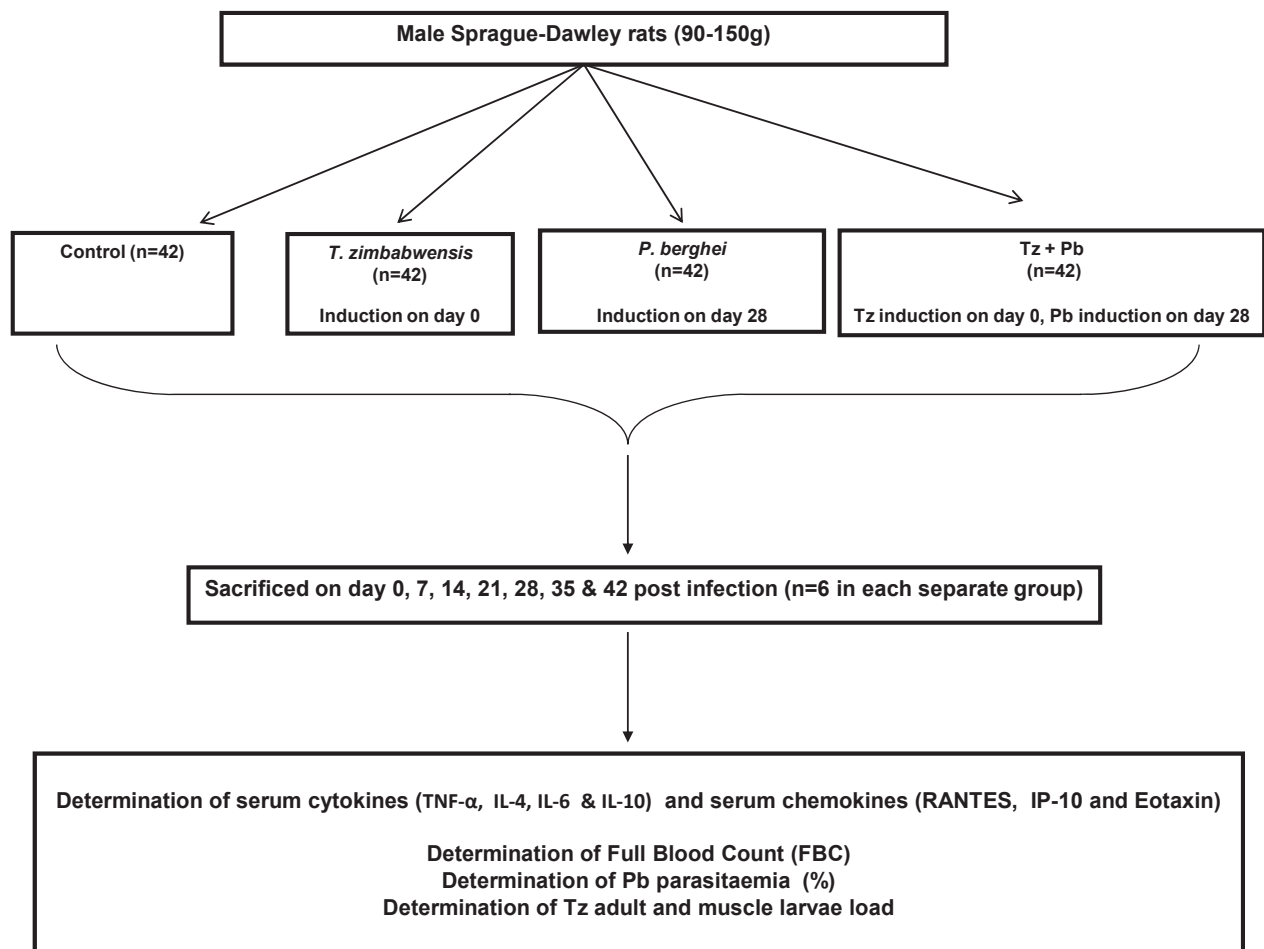 Male Sprague-Dawley rats (90-150g)
Control (n=42)
T. zimbabwensis
(n=42)
Induction on day 0
P. berghei
(n=42)
Induction on day 28
Tz + Pb
(n=42)
Tz induction on day 0, Pb induction on day 28
Sacrificed on day 0, 7, 14, 21, 28, 35 & 42 post infection (n=6 in each separate group)
Determination of serum cytokines (TNF-α, IL-4, IL-6 & IL-10) and serum chemokines (RANTES, IP-10 and Eotaxin)
Determination of Full Blood Count (FBC)
Determination of Pb parasitaemia (%)
Determination of Tz adult and muscle larvae load